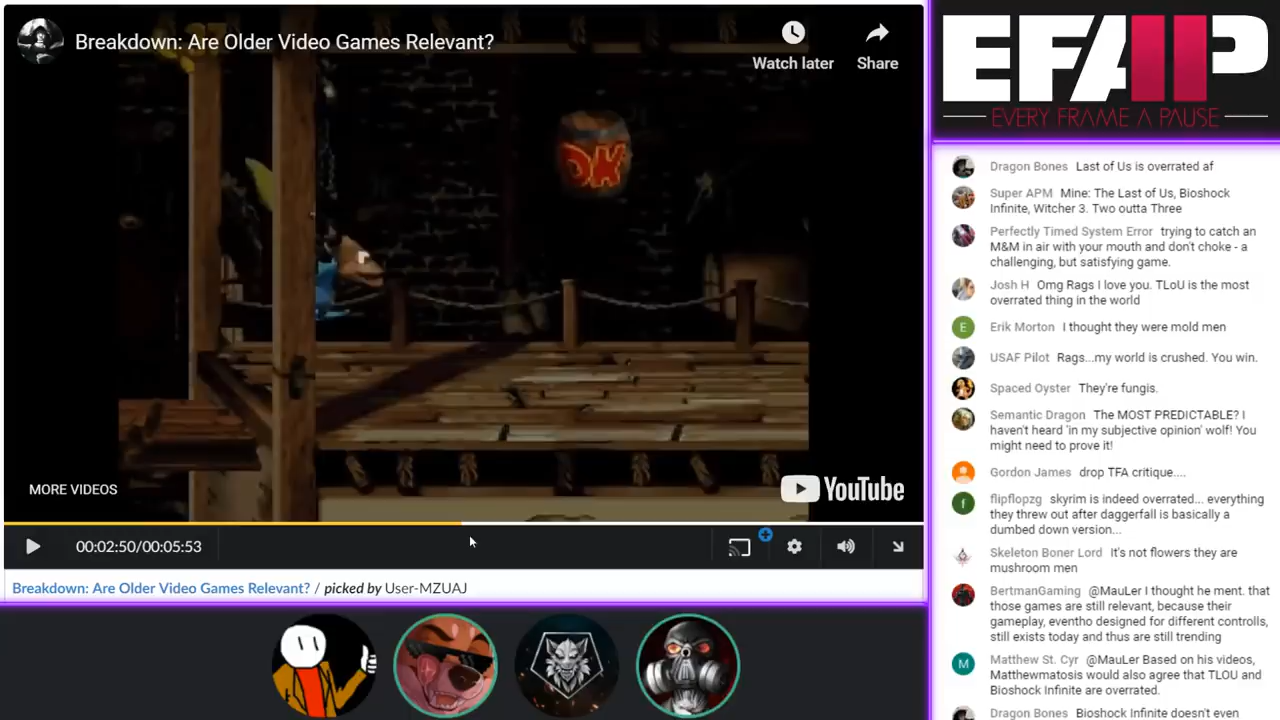 Breakdown: Are Older Video Games Relevant?
Watch later
Share
DK
MORE VIDEOS
YouTube
00:02:50/00:05:53
Breakdown: Are Older Video Games Relevant? / picked by User-MZUAJ
EFAP
EVERY FRAME A PAUSE
Dragon Bones Last of Us is overrated af
Super APM Mine: The Last of Us, Bioshock
Infinite, Witcher 3. Two outta Three
Perfectly Timed System Error trying to catch an
M&M in air with your mouth and don't choke - a
challenging, but satisfying game.
Josh H Omg Rags I love you. TLoU is the most
overrated thing in the world
E
Erik Morton I thought they were mold men
USAF Pilot Rags...my world is crushed. You win.
Spaced Oyster They're fungis.
Semantic Dragon The MOST PREDICTABLE? I
haven't heard 'in my subjective opinion' wolf! You
might need to prove it!
Gordon James drop TFA critique....
f
flipflopzg skyrim is indeed overrated... everything
they threw out after daggerfall is basically a
dumbed down version...
Skeleton Boner Lord It's not flowers they are
mushroom men
BertmanGaming @MauLer I thought he ment. that
those games are still relevant, because their
gameplay, eventho designed for different controlls,
still exists today and thus are still trending
M
Matthew St. Cyr @MauLer Based on his videos,
Matthewmatosis would also agree that TLOU and
Bioshock Infinite are overrated.
Dragon Bones Bioshock Infinite doesn't even